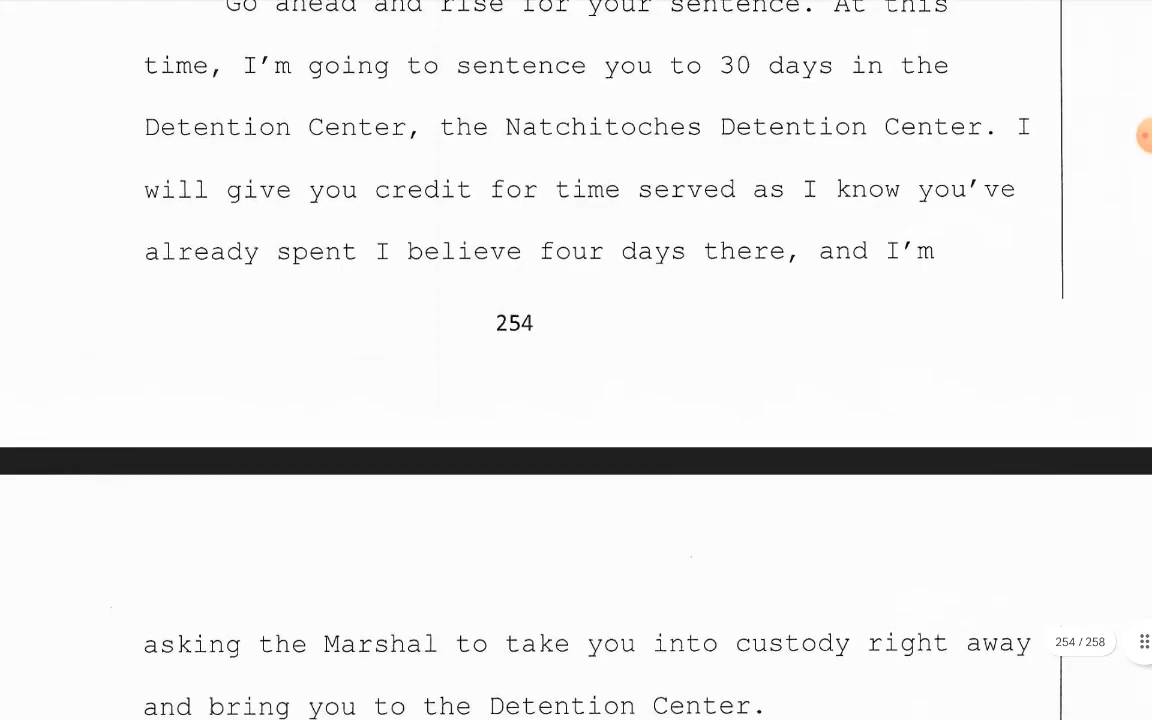 Go ahead and rise for your sentence. At this
time, I’m going to sentence you to 30 days in the
Detention Center, the Natchitoches Detention Center. I
will give you credit for time served as I know you’ve
already spent I believe four days there, and I’m
254
asking the Marshal to take you into custody right away
254 / 258
and bring you to the Detention Center.